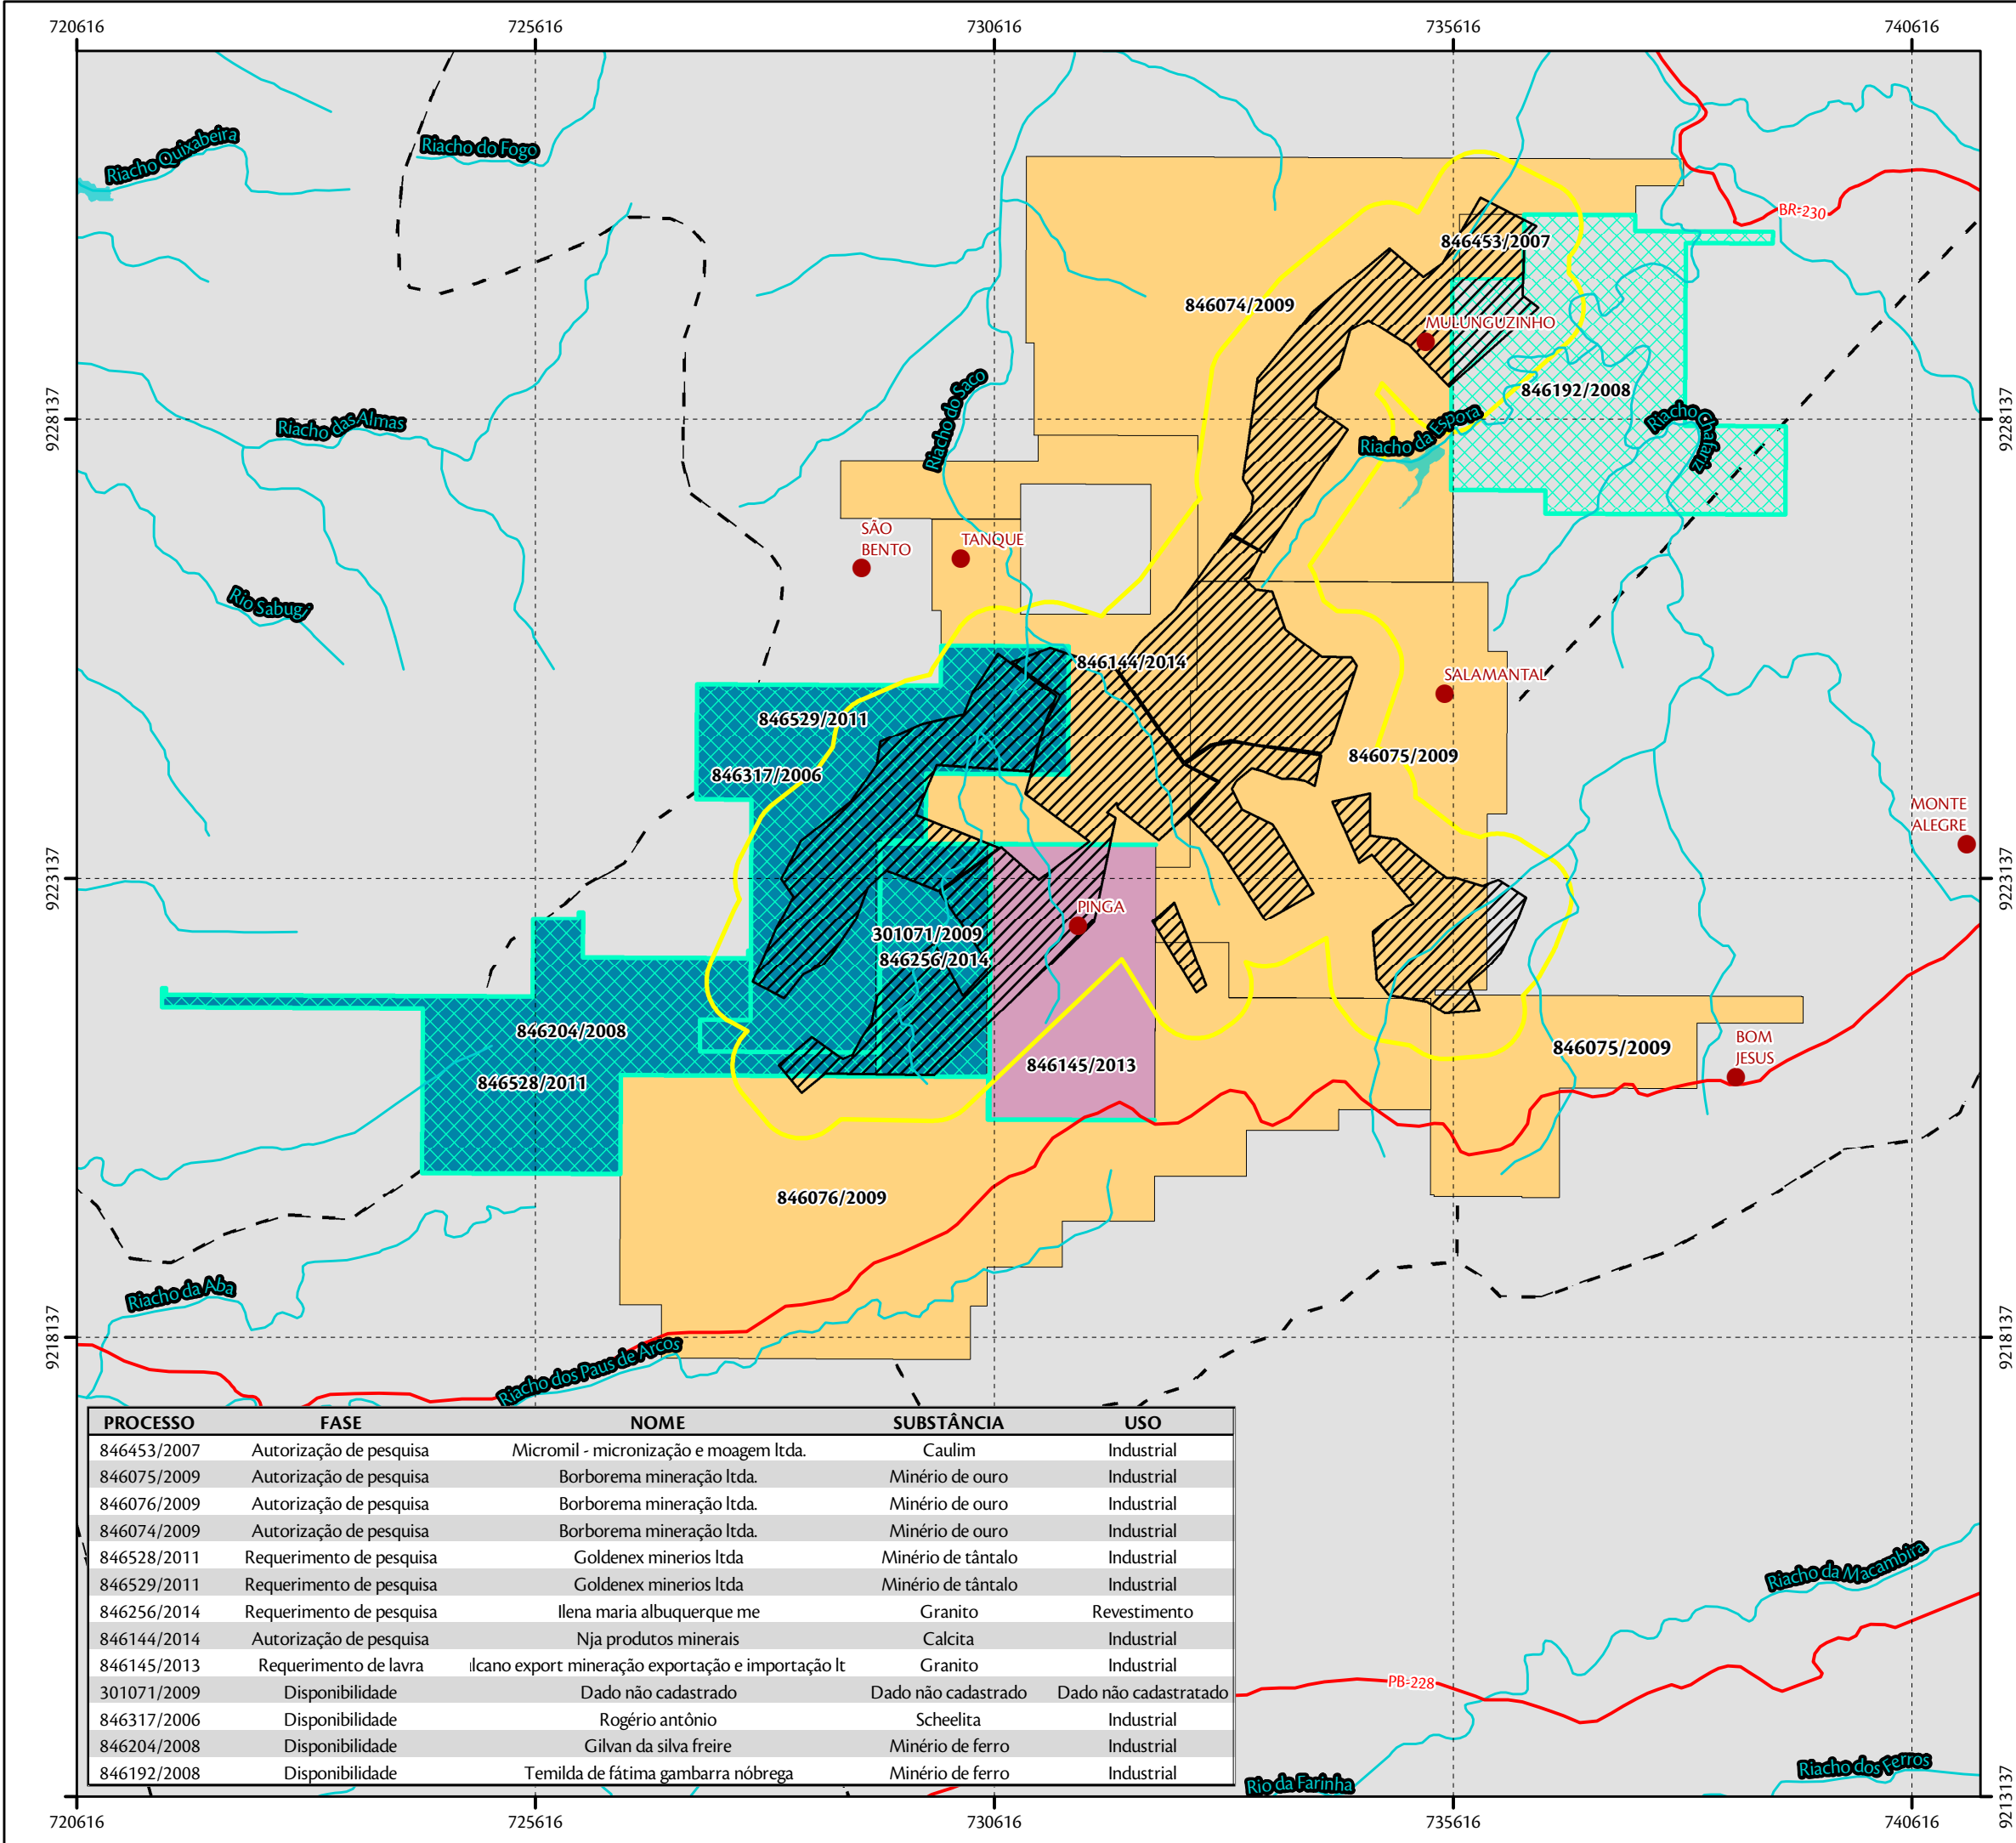 720616 725616 730616 735616 740616
Riacho Quixabeira
Riacho do Fogo
BR-230
846453/2007
846074/2009
MULUNGUZINHO
846192/2008
Riacho do Saco
Riacho das Almas
Riacho da Espora
Riacho Chafariz
9228137
9228137
SÃO
BENTO
TANQUE
Rio Sabugi
846144/2014
SALAMANTAL
846529/2011
846317/2006
846075/2009
MONTE
ALEGRE
9223137
9223137
PINGA
301071/2009
846256/2014
846204/2008
846528/2011
846145/2013
846075/2009
BOM
JESUS
846076/2009
Riacho da Aba
Riacho dos Paus de Arcos
9218137
9218137
PROCESSO FASE NOME SUBSTÂNCIA USO
846453/2007 Autorização de pesquisa Micromil - micronização e moagem ltda. Caulim Industrial
846075/2009 Autorização de pesquisa Borborema mineração ltda. Minério de ouro Industrial
846076/2009 Autorização de pesquisa Borborema mineração ltda. Minério de ouro Industrial
846074/2009 Autorização de pesquisa Borborema mineração ltda. Minério de ouro Industrial
846528/2011 Requerimento de pesquisa Goldenex minerios ltda Minério de tântalo Industrial
846529/2011 Requerimento de pesquisa Goldenex minerios ltda Minério de tântalo Industrial
846256/2014 Requerimento de pesquisa Ilena maria albuquerque me Granito Revestimento
846144/2014 Autorização de pesquisa Nja produtos minerais Calcita Industrial
846145/2013 Requerimento de lavra lcano export mineração exportação e importação lt Granito Industrial
301071/2009 Disponibilidade Dado não cadastrado Dado não cadastrado Dado não cadastratado
846317/2006 Disponibilidade Rogério antônio Scheelita Industrial
846204/2008 Disponibilidade Gilvan da silva freire Minério de ferro Industrial
846192/2008 Disponibilidade Temilda de fátima gambarra nóbrega Minério de ferro Industrial
Riacho da Macambira
PB-228
Rio da Farinha
Riacho dos Ferros
9213137
720616 725616 730616 735616 740616